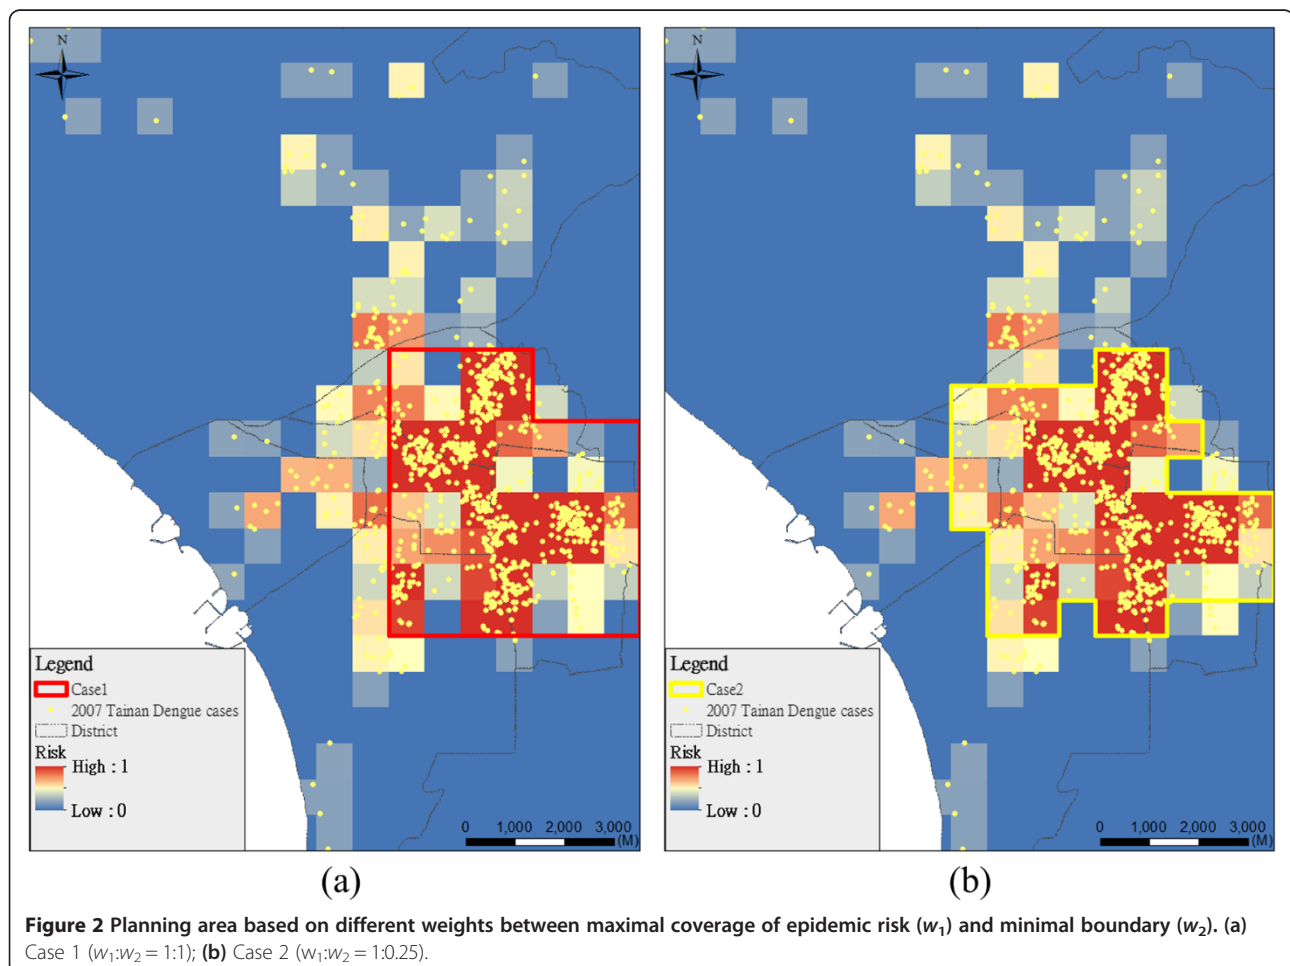 N
N
Legend
Case1
2007 Tainan Dengue cases
District
Risk
High : 1
Low : 0
0 1,000 2,000 3,000
(M)
Legend
Case2
2007 Tainan Dengue cases
District
Risk
High : 1
Low : 0
0 1,000 2,000 3,000
(M)
(a)
(b)
Figure 2 Planning area based on different weights between maximal coverage of epidemic risk (w₁) and minimal boundary (w₂). (a)
Case 1 (w₁:w₂ = 1:1); (b) Case 2 (w₁:w₂ = 1:0.25).